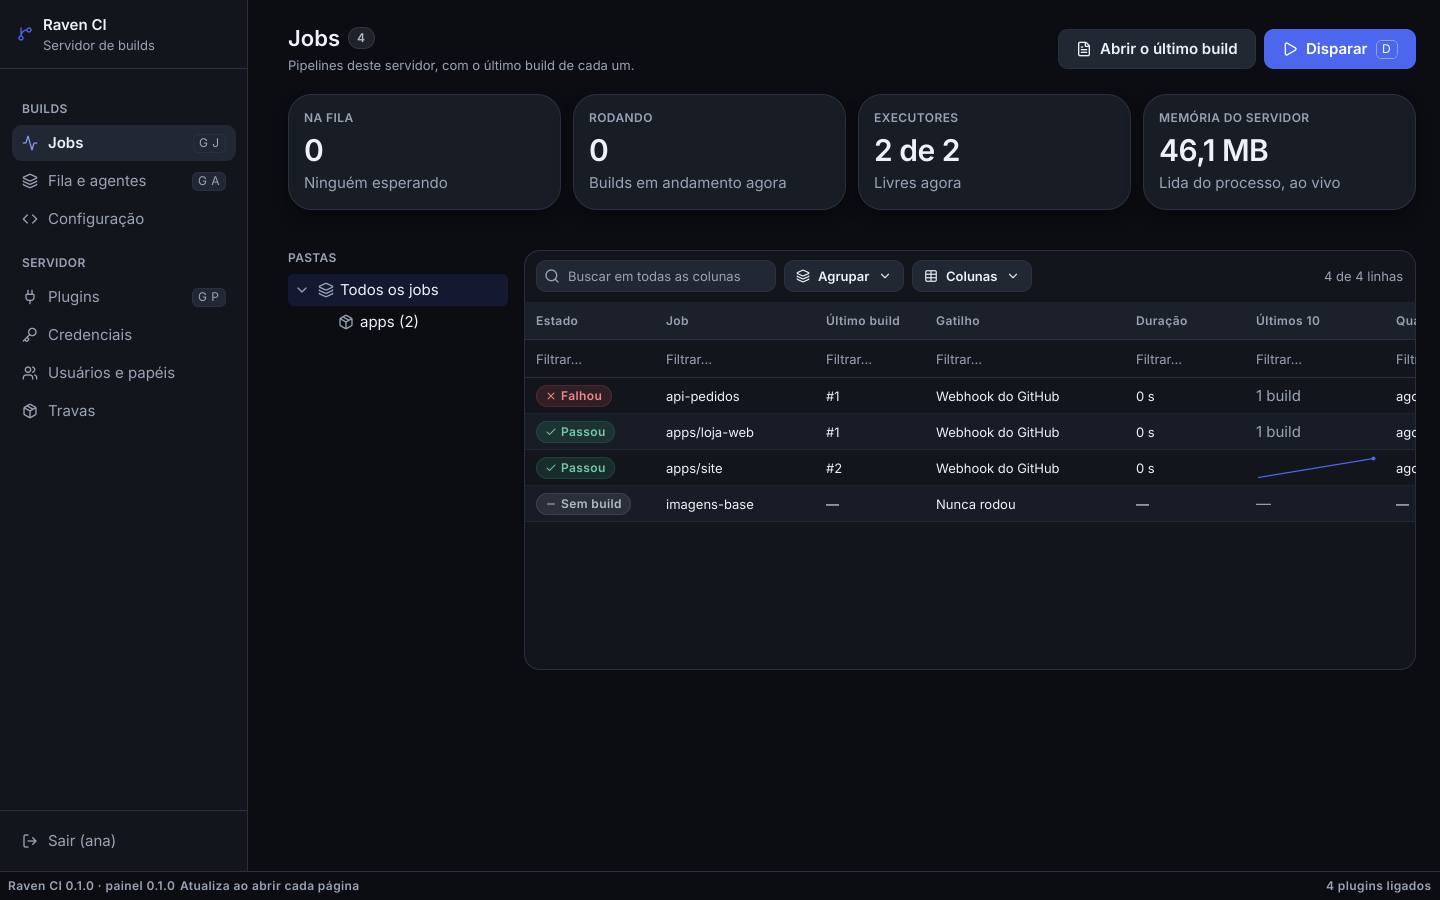 Raven CI
Servidor de builds
BUILDS
Jobs G J
Fila e agentes G A
Configuração
SERVIDOR
Plugins G P
Credenciais
Usuários e papéis
Travas
Sair (ana)
Jobs 4
Pipelines deste servidor, com o último build de cada um.
Abrir o último build
Disparar D
NA FILA
0
Ninguém esperando
RODANDO
0
Builds em andamento agora
EXECUTORES
2 de 2
Livres agora
MEMÓRIA DO SERVIDOR
46,1 MB
Lida do processo, ao vivo
PASTAS
Todos os jobs
apps (2)
Buscar em todas as colunas Agrupar Colunas 4 de 4 linhas
Estado Job Último build Gatilho Duração Últimos 10 Qua
Filtrar... Filtrar... Filtrar... Filtrar... Filtrar... Filtrar... Filtr
Falhou api-pedidos #1 Webhook do GitHub 0 s 1 build ago
Passou apps/loja-web #1 Webhook do GitHub 0 s 1 build ago
Passou apps/site #2 Webhook do GitHub 0 s ago
Sem build imagens-base — Nunca rodou — — —
Raven CI 0.1.0 · painel 0.1.0 Atualiza ao abrir cada página 4 plugins ligados